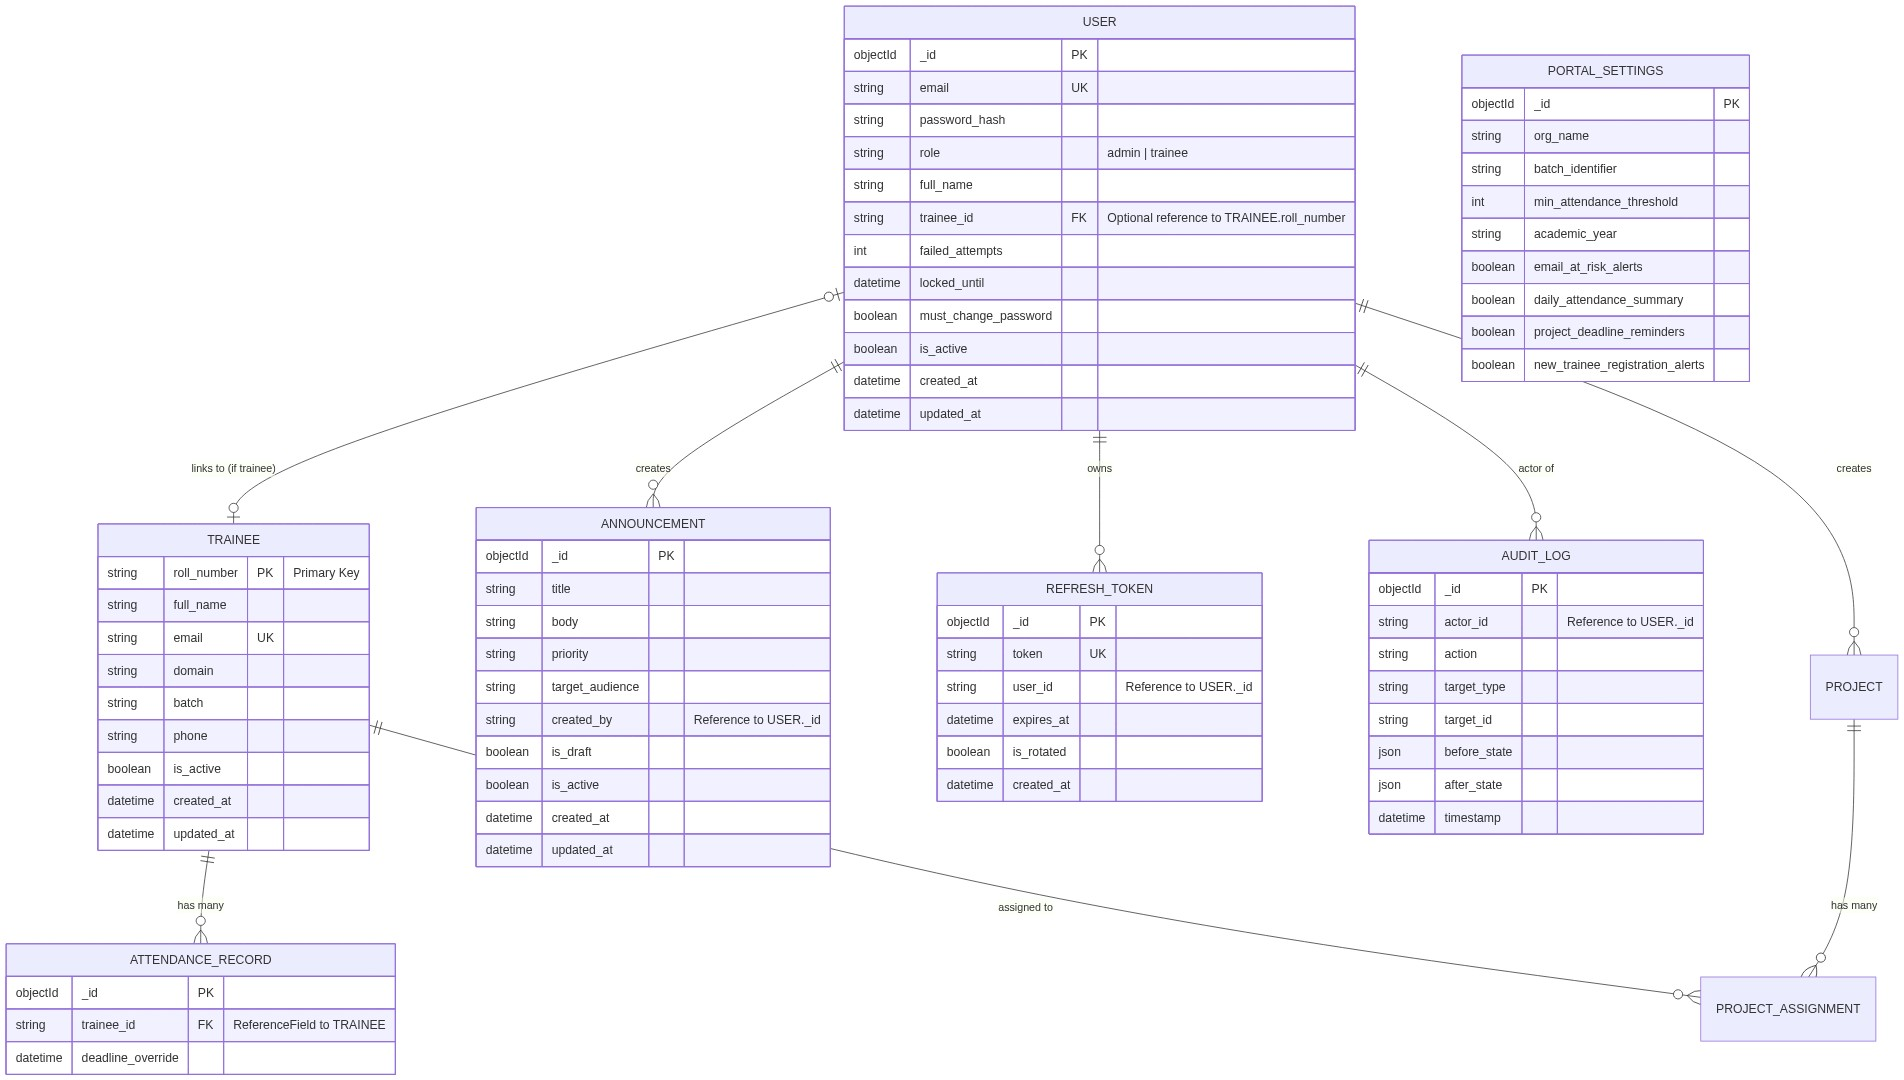 USER
objectId _id PK
string email UK
string password_hash
string role admin | trainee
string full_name
string trainee_id FK Optional reference to TRAINEE.roll_number
int failed_attempts
datetime locked_until
boolean must_change_password
boolean is_active
datetime created_at
datetime updated_at
PORTAL_SETTINGS
objectId _id PK
string org_name
string batch_identifier
int min_attendance_threshold
string academic_year
boolean email_at_risk_alerts
boolean daily_attendance_summary
boolean project_deadline_reminders
boolean new_trainee_registration_alerts
links to (if trainee)
creates
owns
actor of
creates
TRAINEE
string roll_number PK Primary Key
string full_name
string email UK
string domain
string batch
string phone
boolean is_active
datetime created_at
datetime updated_at
ANNOUNCEMENT
objectId _id PK
string title
string body
string priority
string target_audience
string created_by Reference to USER._id
boolean is_draft
boolean is_active
datetime created_at
datetime updated_at
REFRESH_TOKEN
objectId _id PK
string token UK
string user_id Reference to USER._id
datetime expires_at
boolean is_rotated
datetime created_at
AUDIT_LOG
objectId _id PK
string actor_id Reference to USER._id
string action
string target_type
string target_id
json before_state
json after_state
datetime timestamp
PROJECT
has many
assigned to
has many
ATTENDANCE_RECORD
objectId _id PK
string trainee_id FK ReferenceField to TRAINEE
datetime deadline_override
PROJECT_ASSIGNMENT